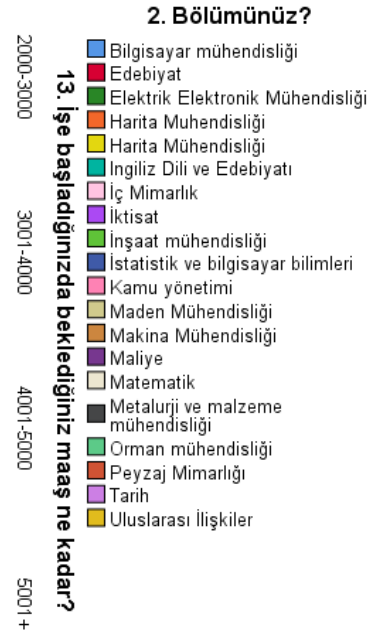 2. Bölümünüz?
Bilgisayar mühendisliği
Edebiyat
Elektrik Elektronik Mühendisliği
Harita Muhendisliği
Harita Mühendisliği
Ingiliz Dili ve Edebiyatı
İç Mimarlık
İktisat
İnşaat mühendisliği
İstatistik ve bilgisayar bilimleri
Kamu yönetimi
Maden Mühendisliği
Makina Mühendisliği
Maliye
Matematik
Metalurji ve malzeme
mühendisliği
Orman mühendisliği
Peyzaj Mimarlığı
Tarih
Uluslarası İlişkiler
13. İşe başladığınızda beklediğiniz maaş ne kadar?
2000-3000
3001-4000
4001-5000
5001+